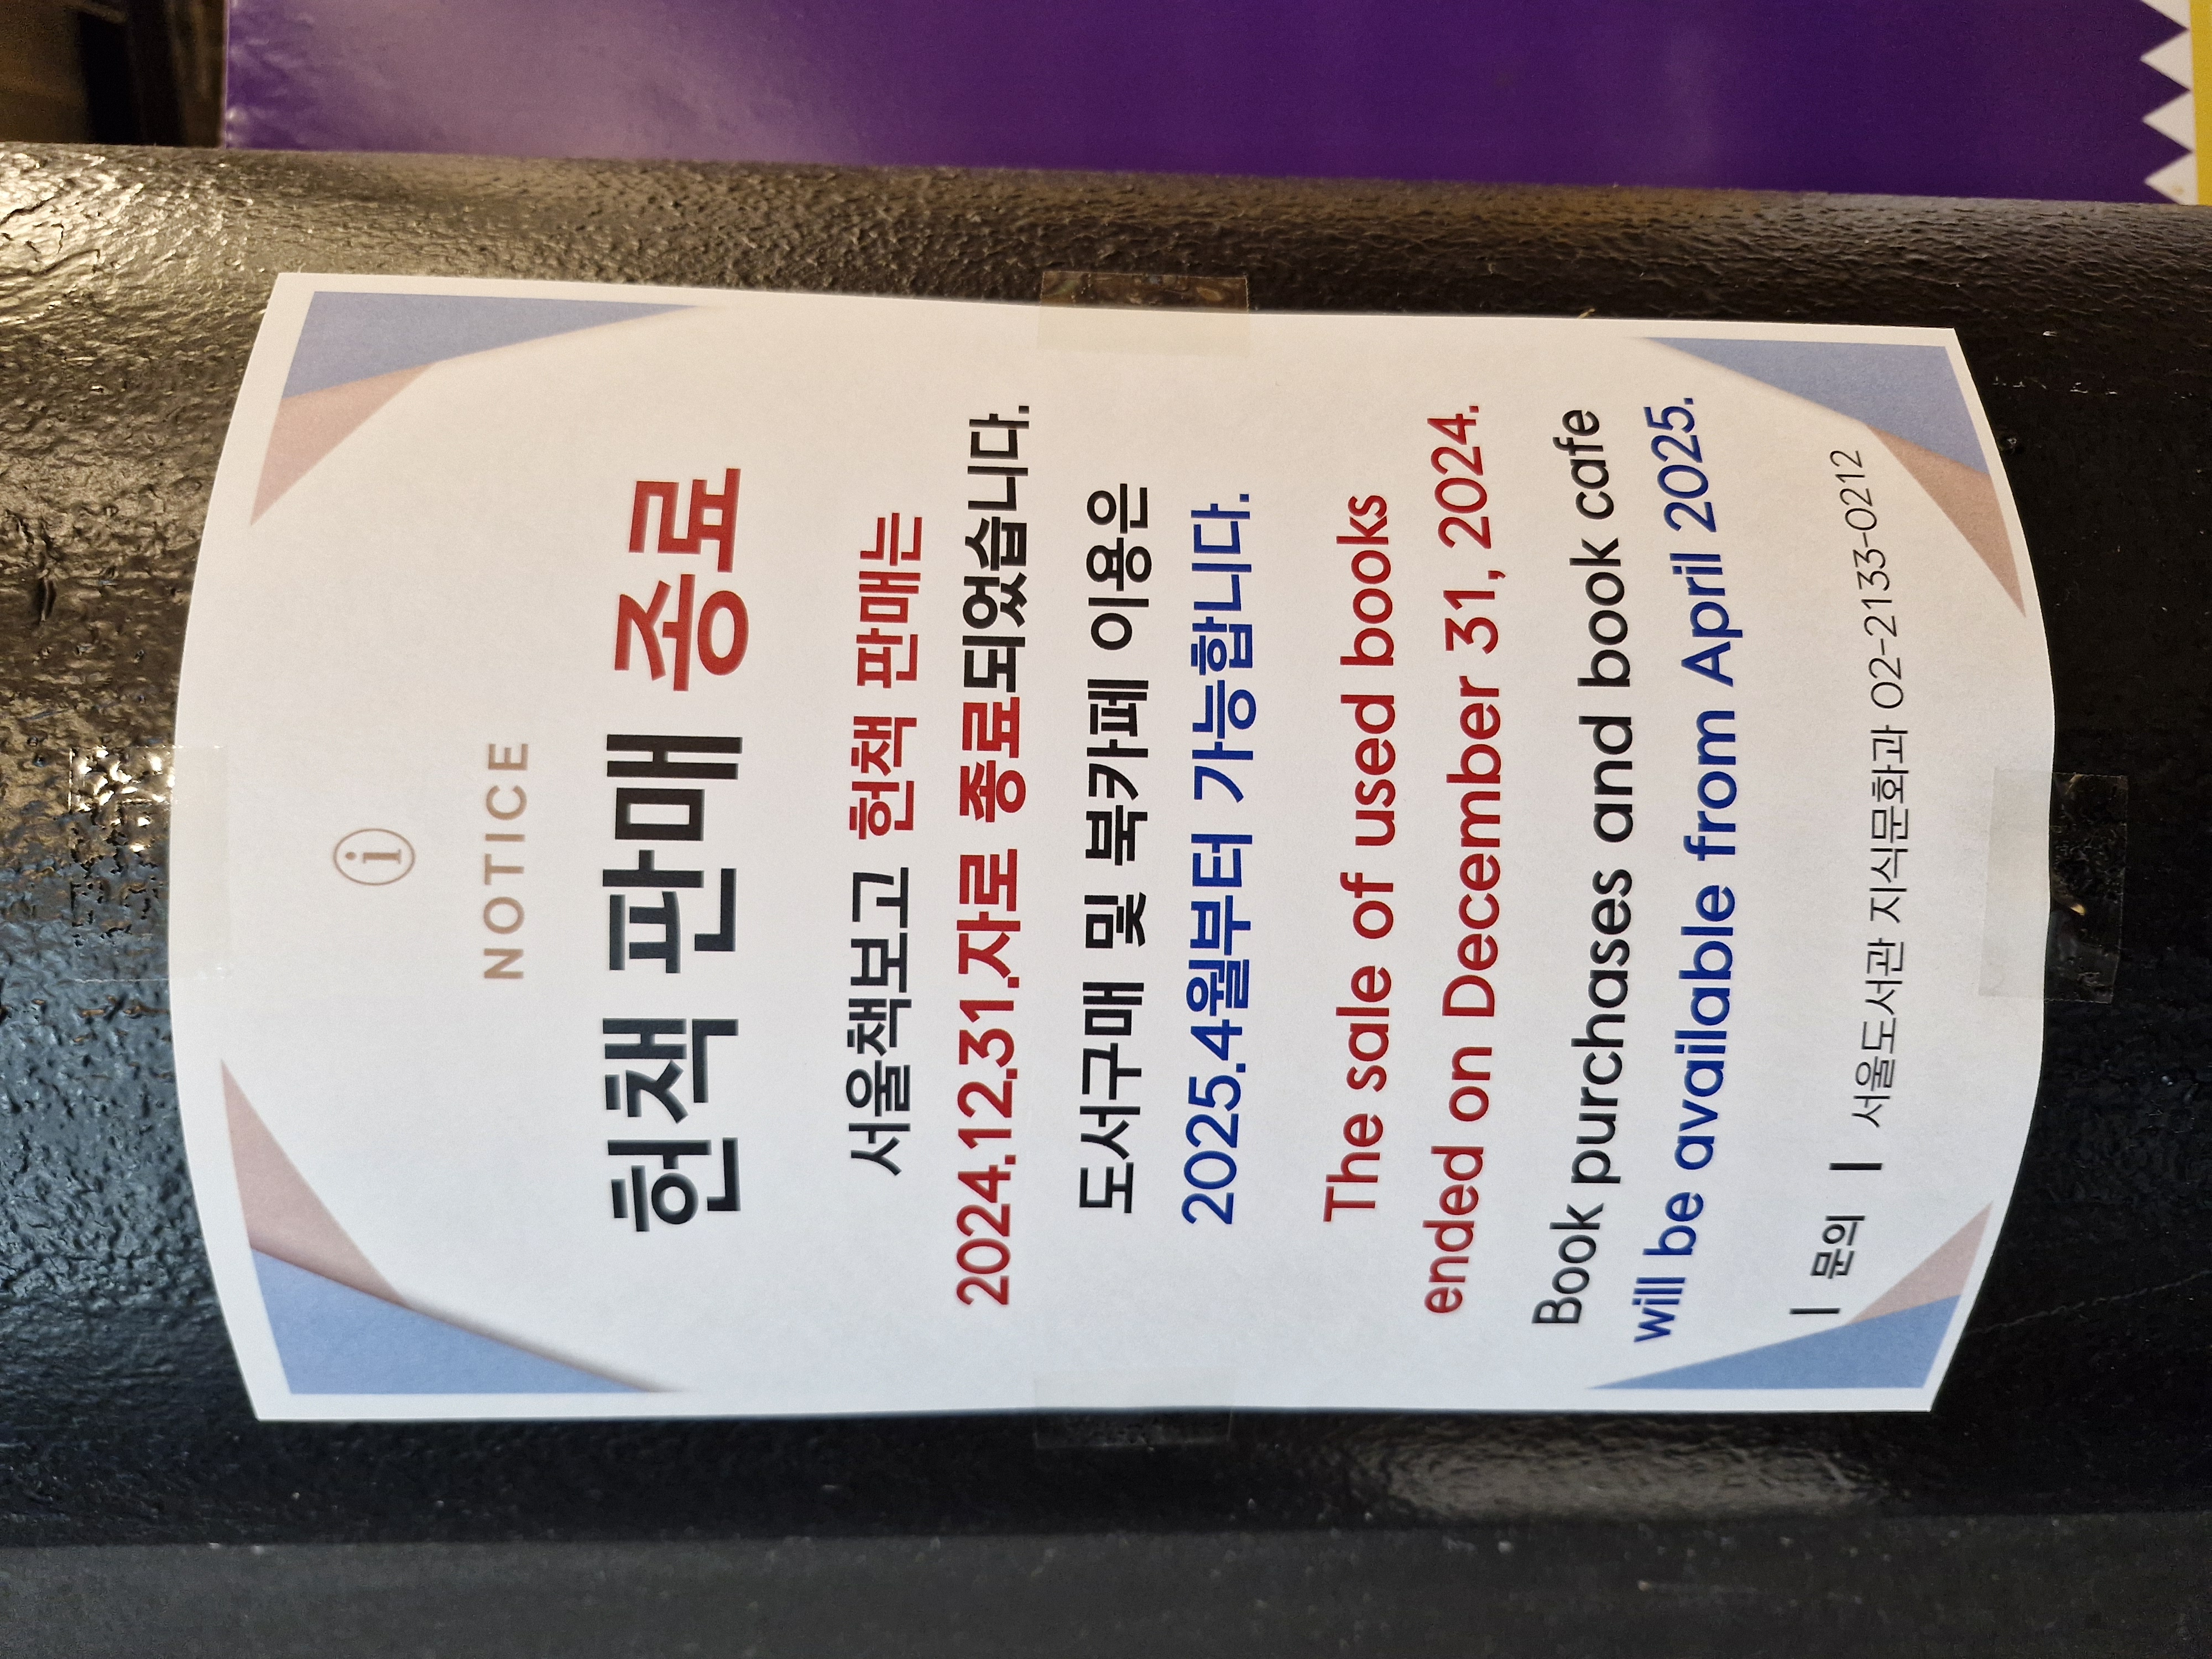 i
NOTICE
헌책 판매 종료
서울책보고 헌책 판매는
2024.12.31.자로 종료되었습니다.
도서구매 및 북카페 이용은
2025.4월부터 가능합니다.
The sale of used books
ended on December 31, 2024.
Book purchases and book cafe
will be available from April 2025.
| 문의 | 서울도서관 지식문화과 02-2133-0212